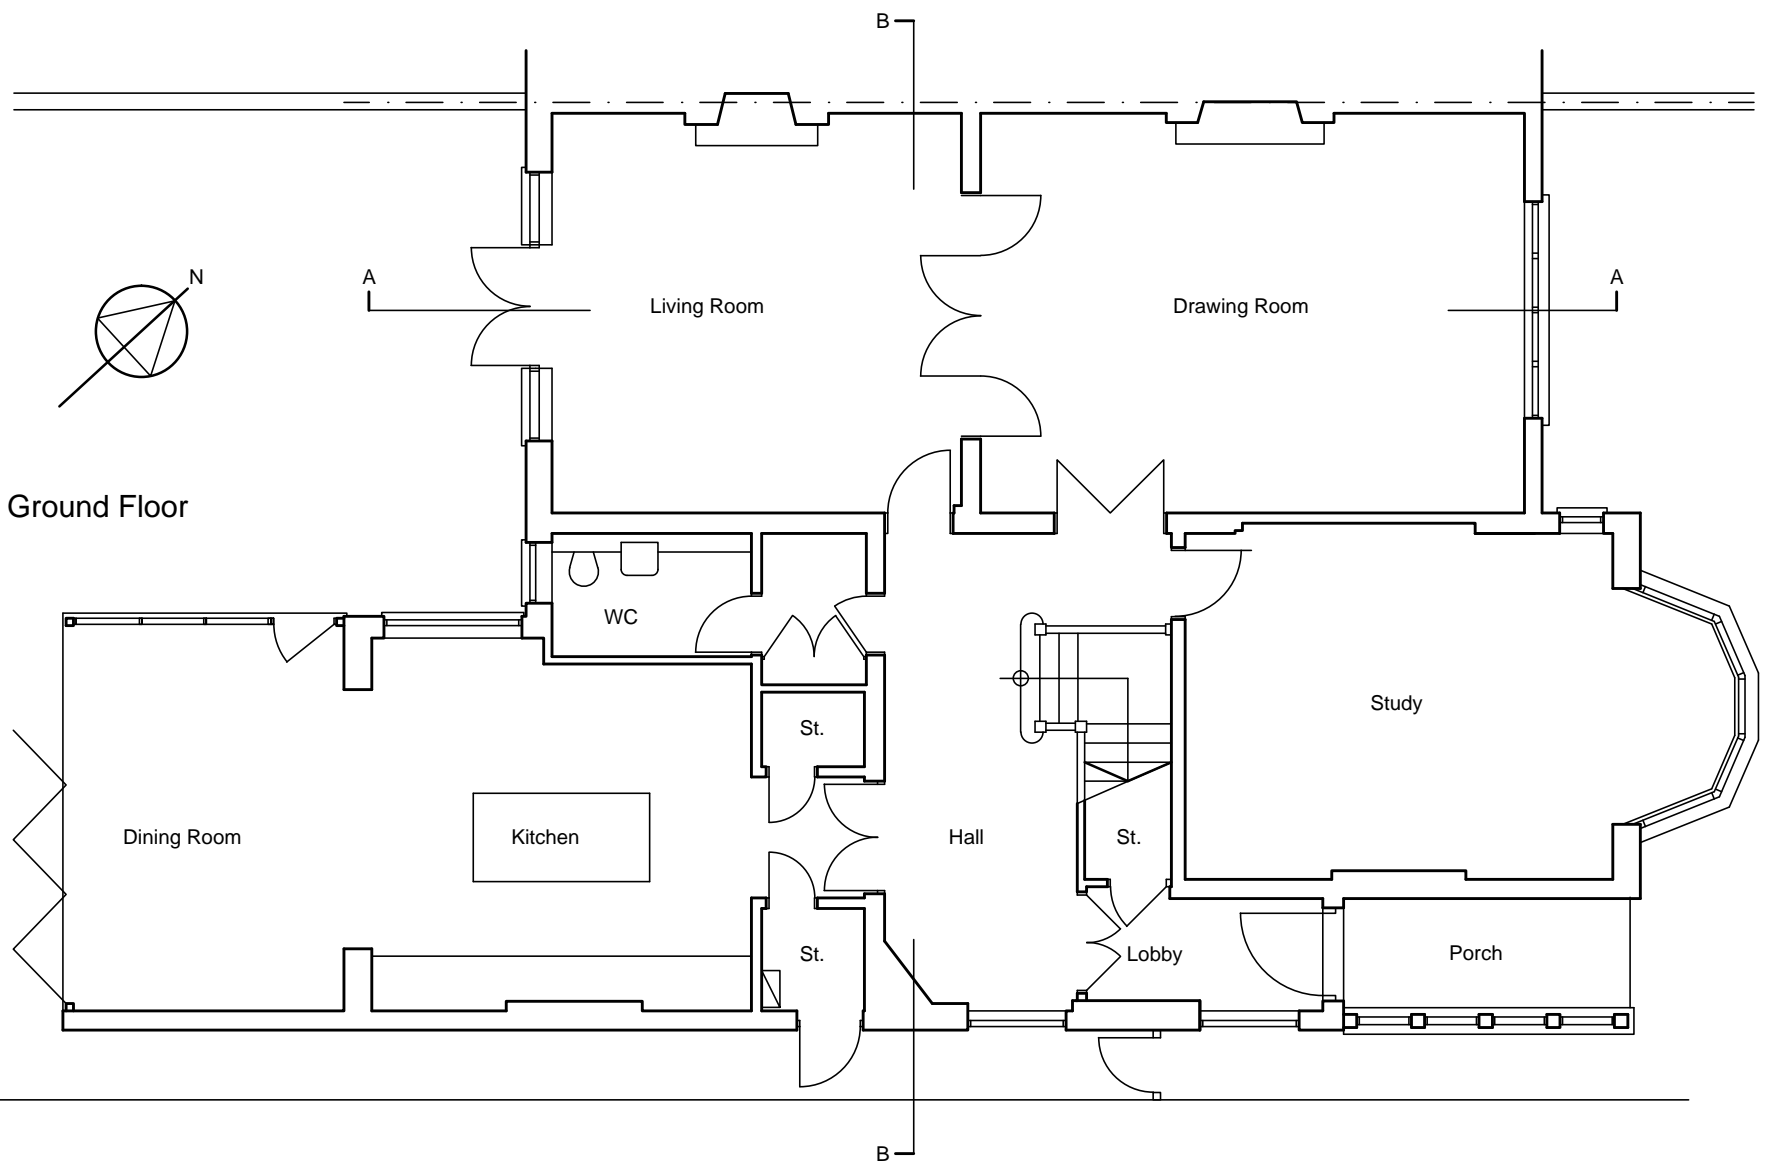 B
N
A
A
Living Room
Drawing Room
Ground Floor
WC
Study
St.
Dining Room
Kitchen
Hall
St.
St.
Lobby
Porch
B